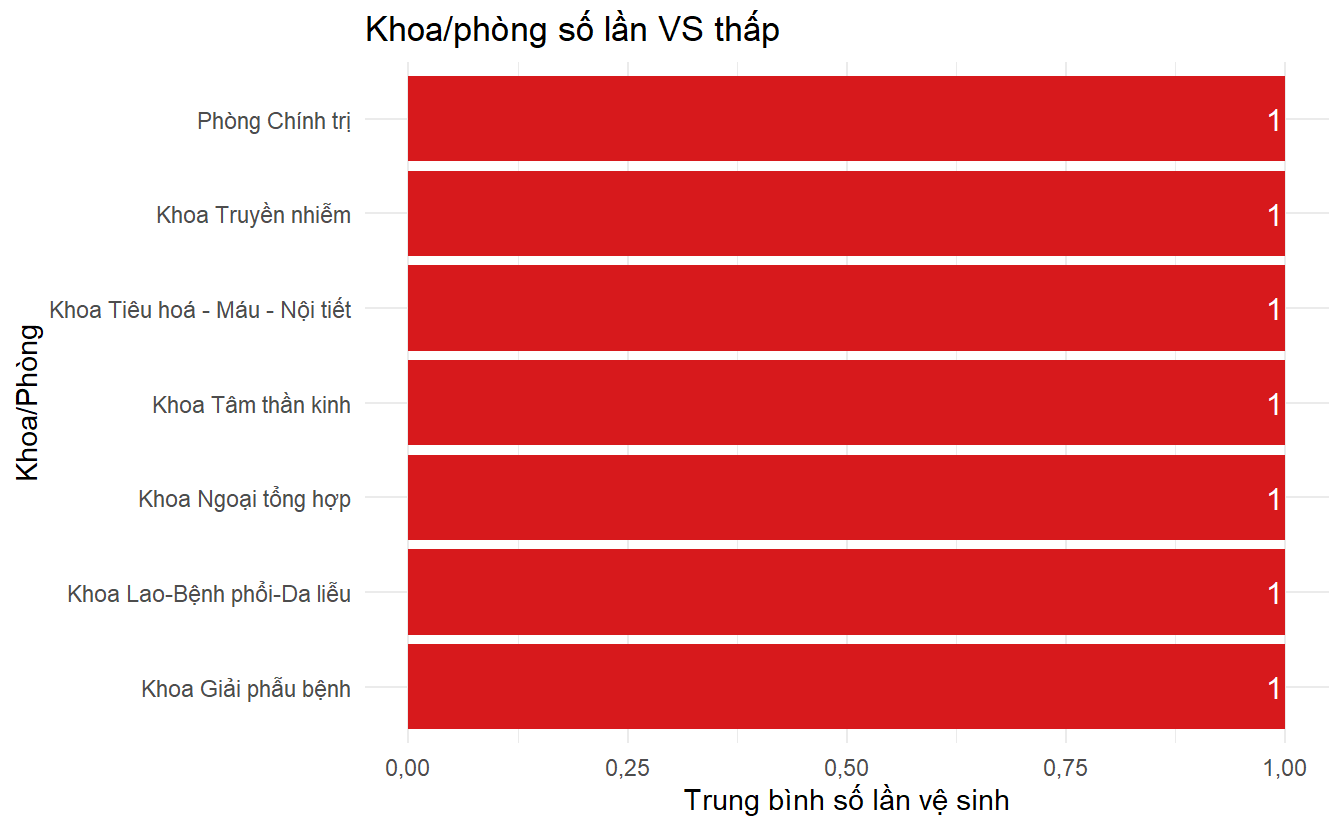 Khoa/phòng số lần VS thấp
Khoa/Phòng
Phòng Chính trị
1
Khoa Truyền nhiễm
1
Khoa Tiêu hoá - Máu - Nội tiết
1
Khoa Tâm thần kinh
1
Khoa Ngoại tổng hợp
1
Khoa Lao-Bệnh phổi-Da liễu
1
Khoa Giải phẫu bệnh
1
0,00 0,25 0,50 0,75 1,00
Trung bình số lần vệ sinh